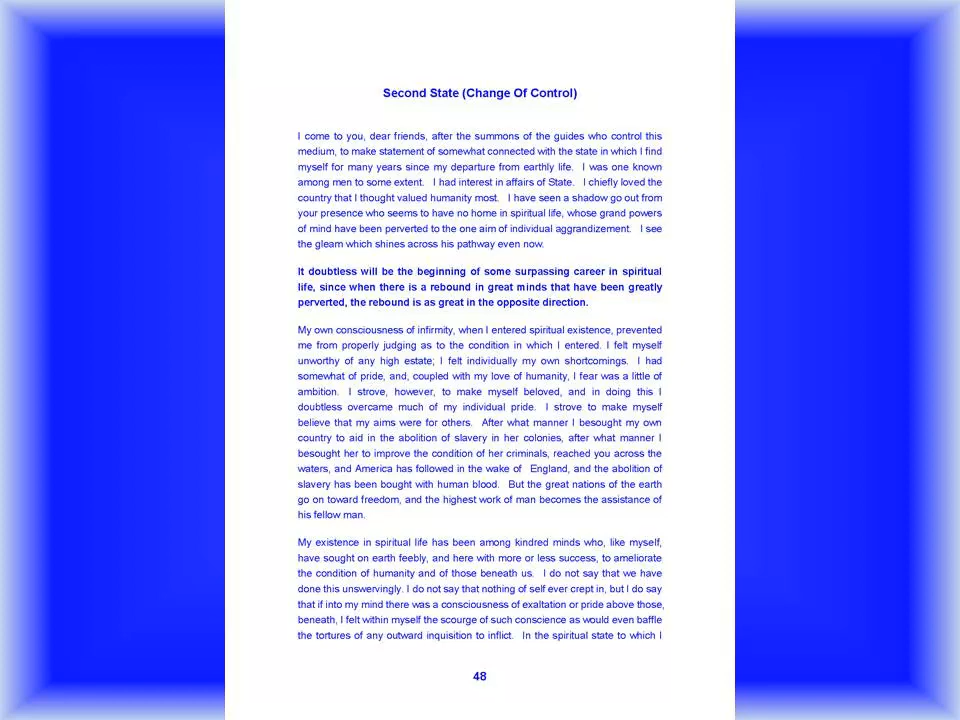 Second State (Change Of Control)
I come to you, dear friends, after the summons of the guides who control this
medium, to make statement of somewhat connected with the state in which I find
myself for many years since my departure from earthly life. I was one known
among men to some extent. I had interest in affairs of State. I chiefly loved the
country that I thought valued humanity most. I have seen a shadow go out from
your presence who seems to have no home in spiritual life, whose grand powers
of mind have been perverted to the one aim of individual aggrandizement. I see
the gleam which shines across his pathway even now.
It doubtless will be the beginning of some surpassing career in spiritual
life, since when there is a rebound in great minds that have been greatly
perverted, the rebound is as great in the opposite direction.
My own consciousness of infirmity, when I entered spiritual existence, prevented
me from properly judging as to the condition in which I entered. I felt myself
unworthy of any high estate; I felt individually my own shortcomings. I had
somewhat of pride, and, coupled with my love of humanity, I fear was a little of
ambition. I strove, however, to make myself beloved, and in doing this I
doubtless overcame much of my individual pride. I strove to make myself
believe that my aims were for others. After what manner I besought my own
country to aid in the abolition of slavery in her colonies, after what manner I
besought her to improve the condition of her criminals, reached you across the
waters, and America has followed in the wake of England, and the abolition of
slavery has been bought with human blood. But the great nations of the earth
go on toward freedom, and the highest work of man becomes the assistance of
his fellow man.
My existence in spiritual life has been among kindred minds who, like myself,
have sought on earth feebly, and here with more or less success, to ameliorate
the condition of humanity and of those beneath us. I do not say that we have
done this unswervingly. I do not say that nothing of self ever crept in, but I do say
that if into my mind there was a consciousness of exaltation or pride above those,
beneath, I felt within myself the scourge of such conscience as would even baffle
the tortures of any outward inquisition to inflict. In the spiritual state to which I
48